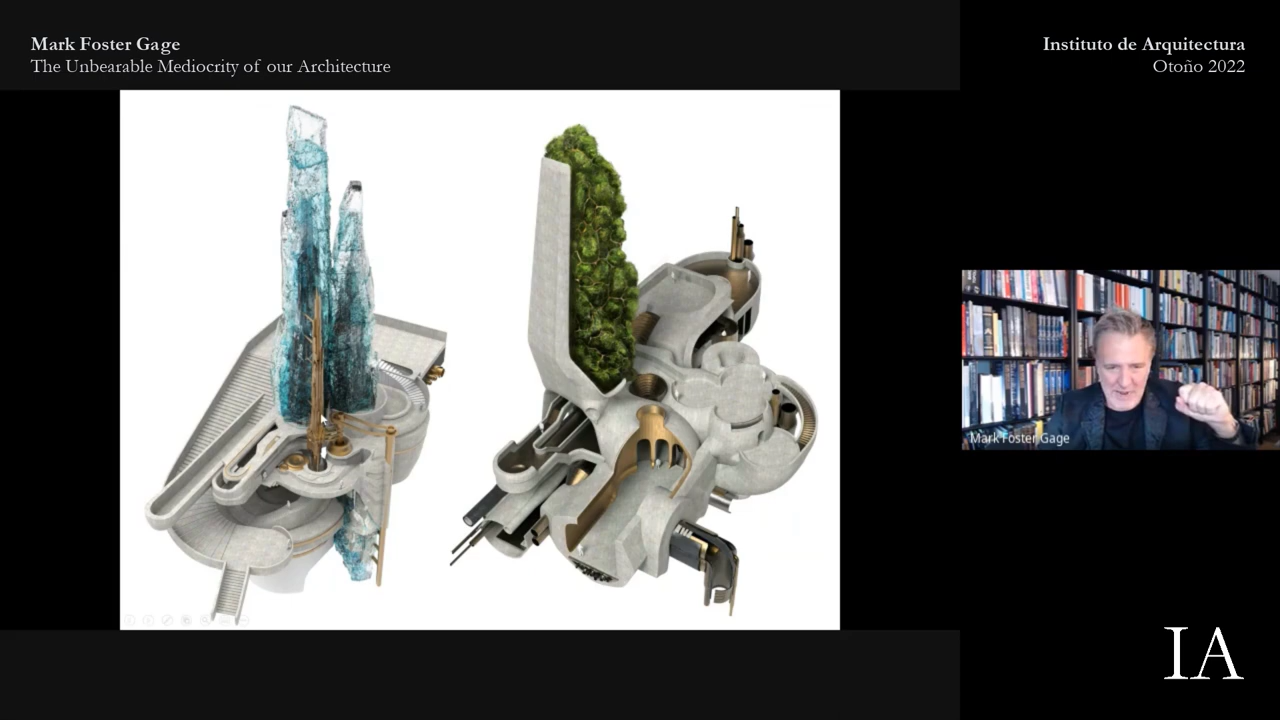 Mark Foster Gage
The Unbearable Mediocrity of our Architecture
Instituto de Arquitectura
Otoño 2022
Mark Foster Gage
IA